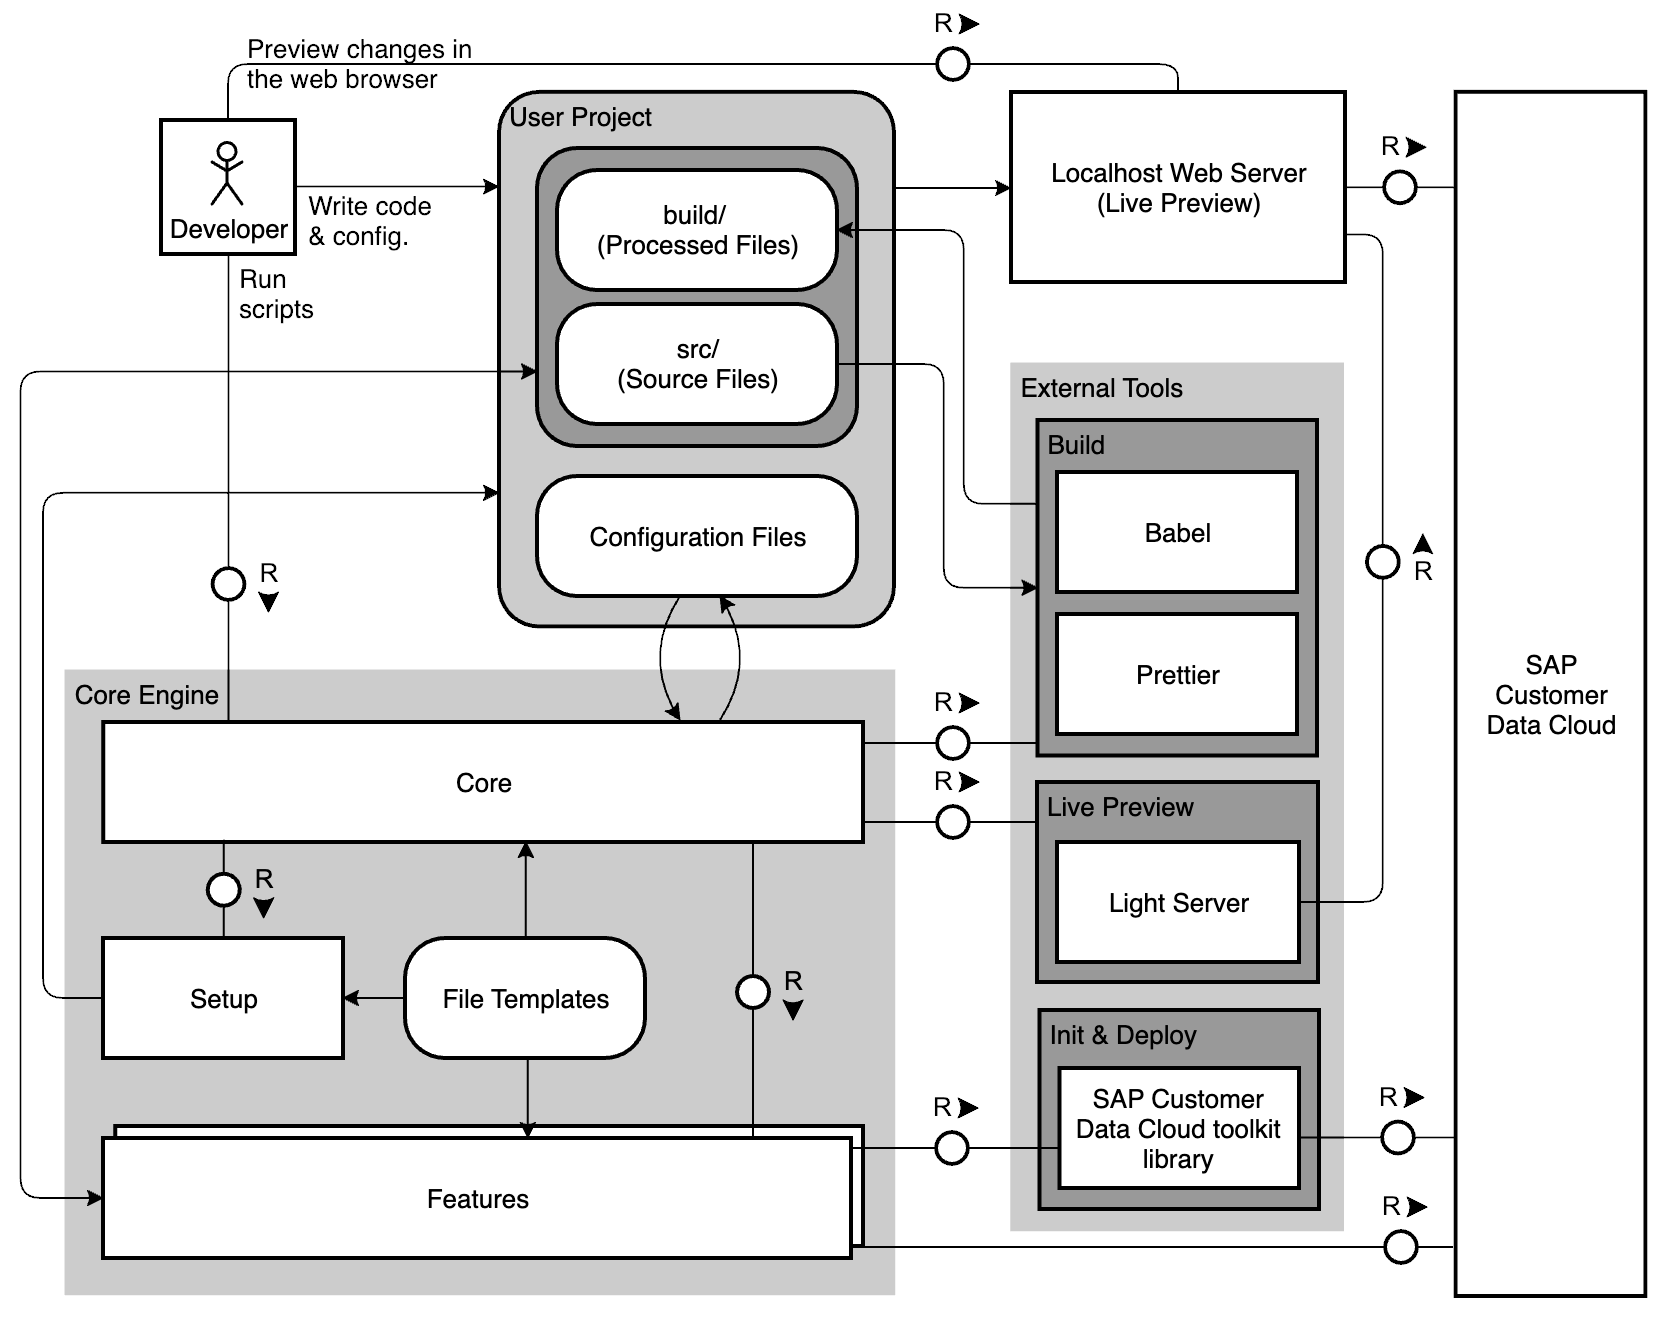 R
Preview changes in
the web browser
User Project
Developer
Write code
& config.
Run
scripts
build/
(Processed Files)
src/
(Source Files)
Configuration Files
Localhost Web Server
(Live Preview)
R
External Tools
Build
Babel
Prettier
R
R
SAP
Customer
Data Cloud
Core Engine
Core
R
R
Live Preview
Light Server
R
Setup
File Templates
R
Init & Deploy
SAP Customer
Data Cloud toolkit
library
R
R
Features
R